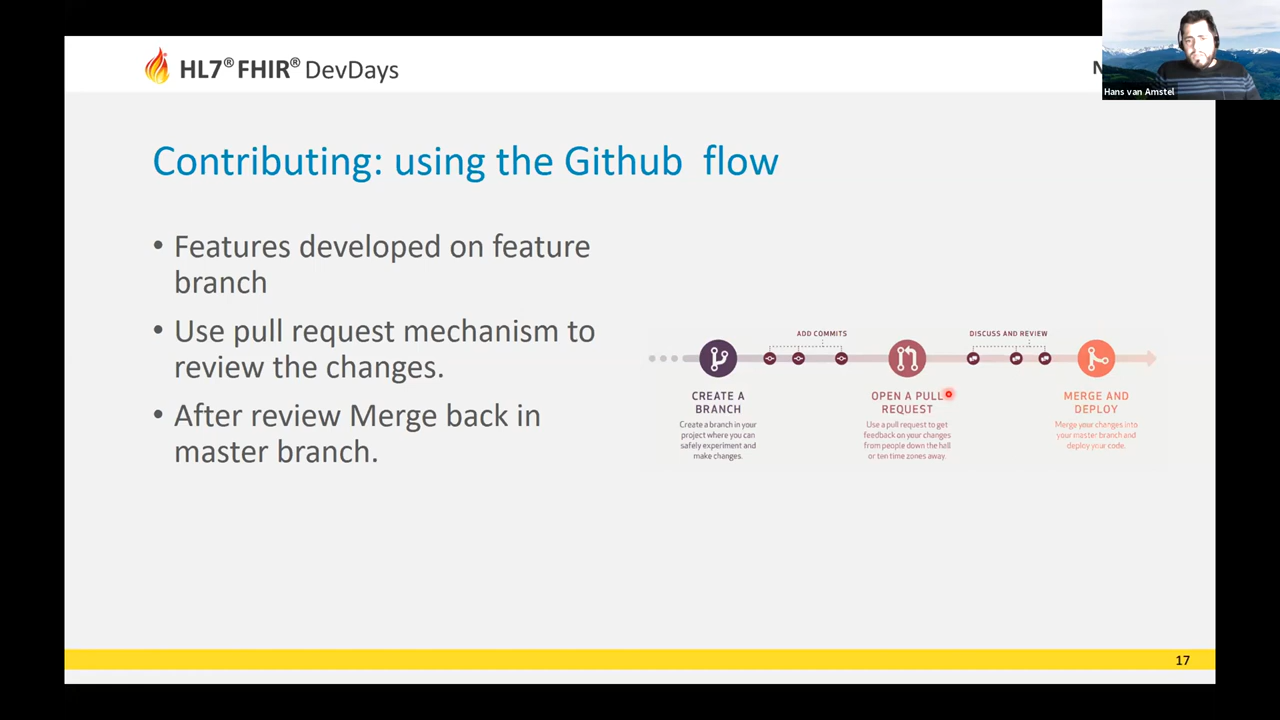 HL7® FHIR® DevDays
Hans van Amstel
Contributing: using the Github flow
• Features developed on feature
branch
• Use pull request mechanism to
review the changes.
• After review Merge back in
master branch.
ADD COMMITS
DISCUSS AND REVIEW
CREATE A
BRANCH
Create a branch in your
project where you can
safely experiment and
make changes.
OPEN A PULL
REQUEST
Use a pull request to get
feedback on your changes
from people down the hall
or ten time zones away.
MERGE AND
DEPLOY
Merge your changes into
your master branch and
deploy your code.
17